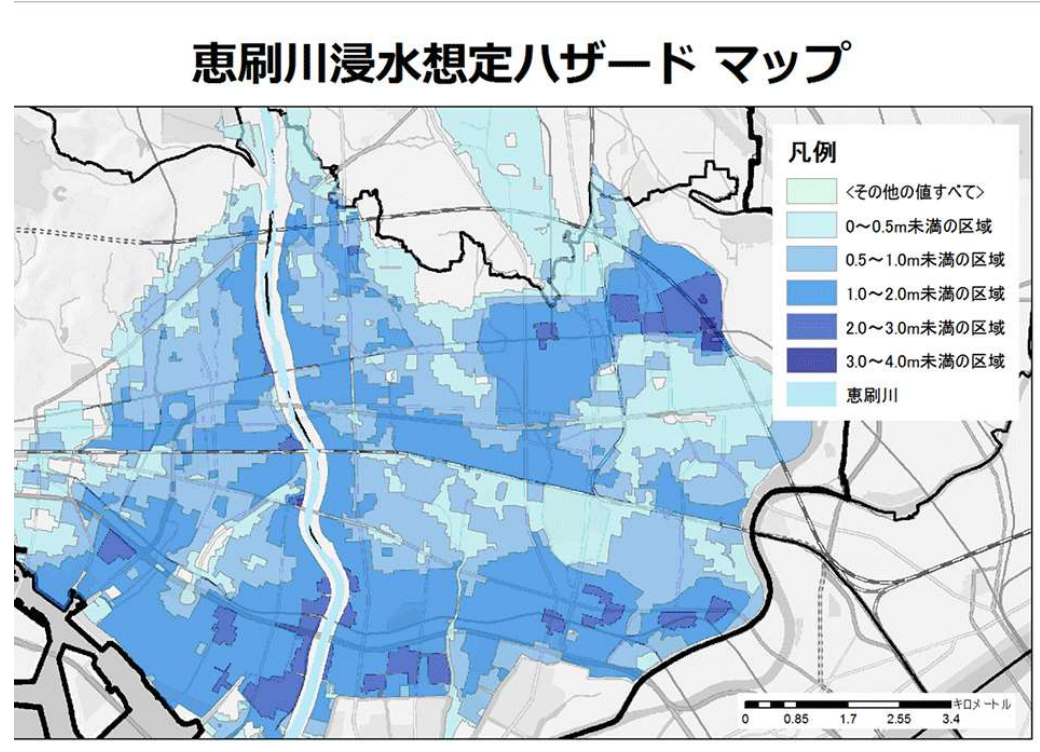 恵刷川浸水想定ハザード マップ
凡例
<その他の値すべて>
0～0.5m未満の区域
0.5～1.0m未満の区域
1.0～2.0m未満の区域
2.0～3.0m未満の区域
3.0～4.0m未満の区域
恵刷川
キロメートル
0 0.85 1.7 2.55 3.4